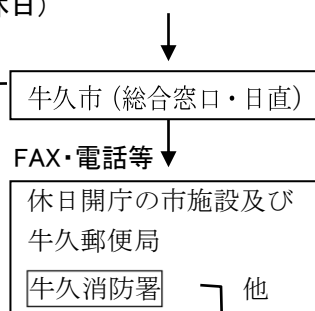 休日）
牛久市（総合窓口・日直）
FAX・電話等
休日開庁の市施設及び
牛久郵便局
牛久消防署 他